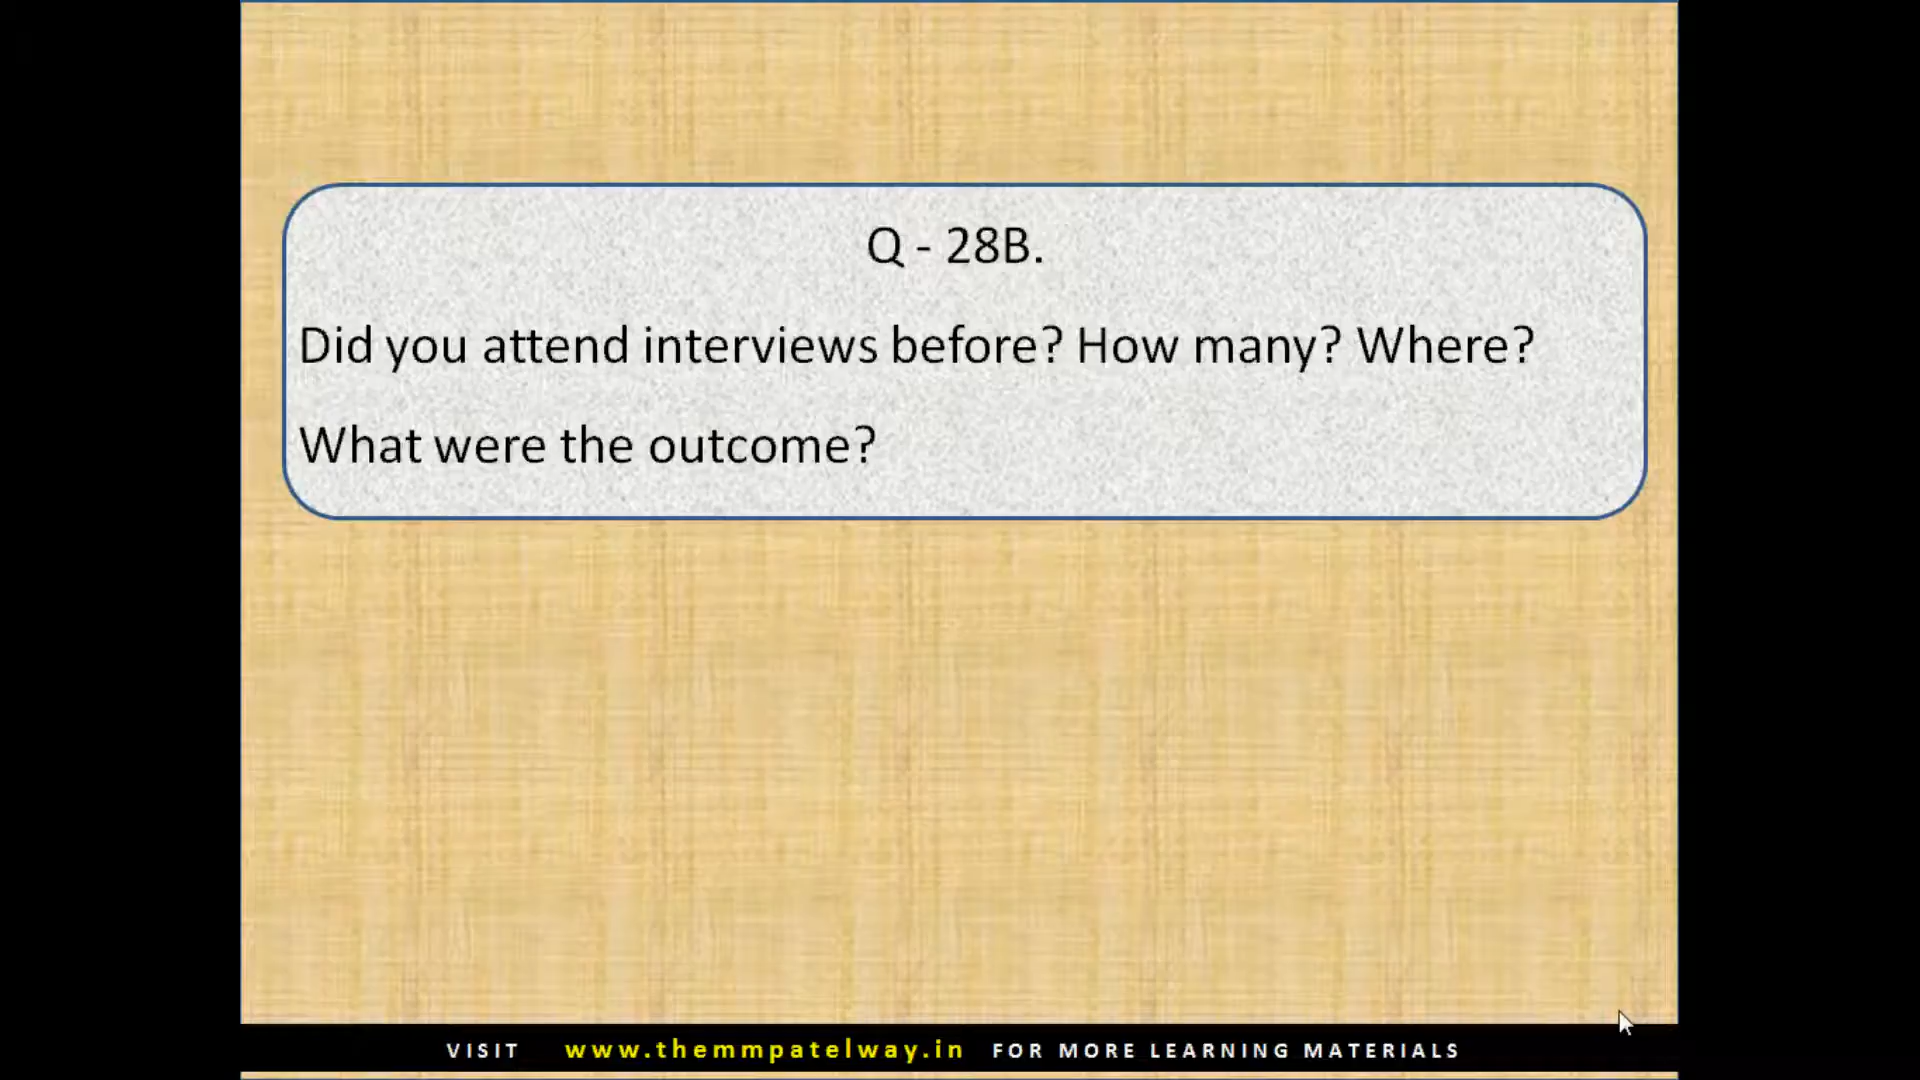 Q - 28B.
Did you attend interviews before? How many? Where?
What were the outcome?
VISIT www.themmpatelway.in FOR MORE LEARNING MATERIALS